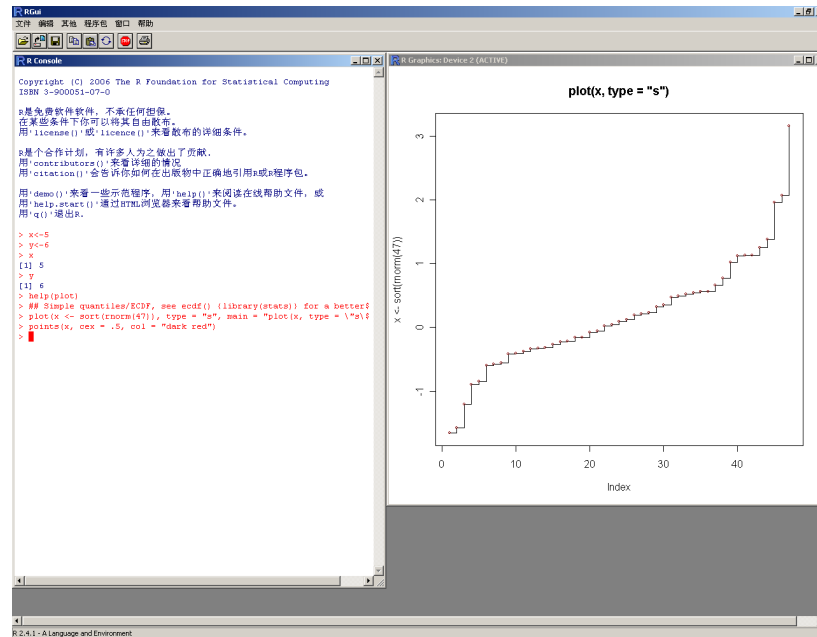 RGui
文件 编辑 其他 程序包 窗口 帮助
STOP
R Console
Copyright (C) 2006 The R Foundation for Statistical Computing
ISBN 3-900051-07-0
R是免费软件软件，不承任何担保。
在某些条件下你可以将其自由散布。
用'license()'或'licence()'来看散布的详细条件。
R是个合作计划，有许多人为之做出了贡献.
用'contributors()'来看详细的情况
用'citation()'会告诉你如何在出版物中正确地引用R或R程序包。
用'demo()'来看一些示范程序，用'help()'来阅读在线帮助文件，或
用'help.start()'通过HTML浏览器来看帮助文件。
用'q()'退出R.
> x<-5
> y<-6
> x
[1] 5
> y
[1] 6
> help(plot)
> ## Simple quantiles/ECDF, see ecdf() {library(stats)} for a better$
> plot(x <- sort(rnorm(47)), type = "s", main = "plot(x, type = \"s\$
> points(x, cex = .5, col = "dark red")
>
R Graphics: Device 2 (ACTIVE)
plot(x, type = "s")
x <- sort(rnorm(47))
3
2
1
0
-1
0 10 20 30 40
Index
R 2.4.1 - A Language and Environment